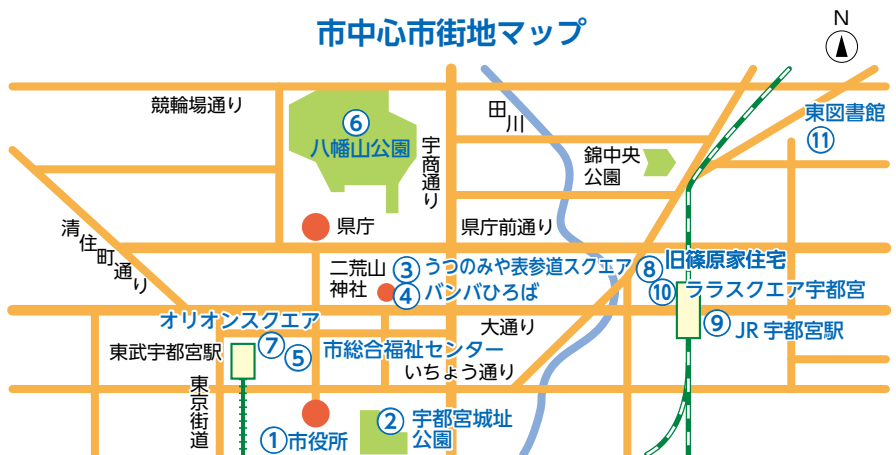 市中心市街地マップ
N
競輪場通り
⑥
八幡山公園
宇商通り
田川
錦中央
公園
東図書館
⑪
清住町通り
県庁
県庁前通り
二荒山
神社
③ うつのみや表参道スクエア
④ バンバひろば
⑧ 旧篠原家住宅
⑩ ララスクエア宇都宮
⑨ JR宇都宮駅
オリオンスクエア
⑦
東武宇都宮駅
⑤ 市総合福祉センター
大通り
いちょう通り
東京街道
① 市役所
② 宇都宮城址
公園